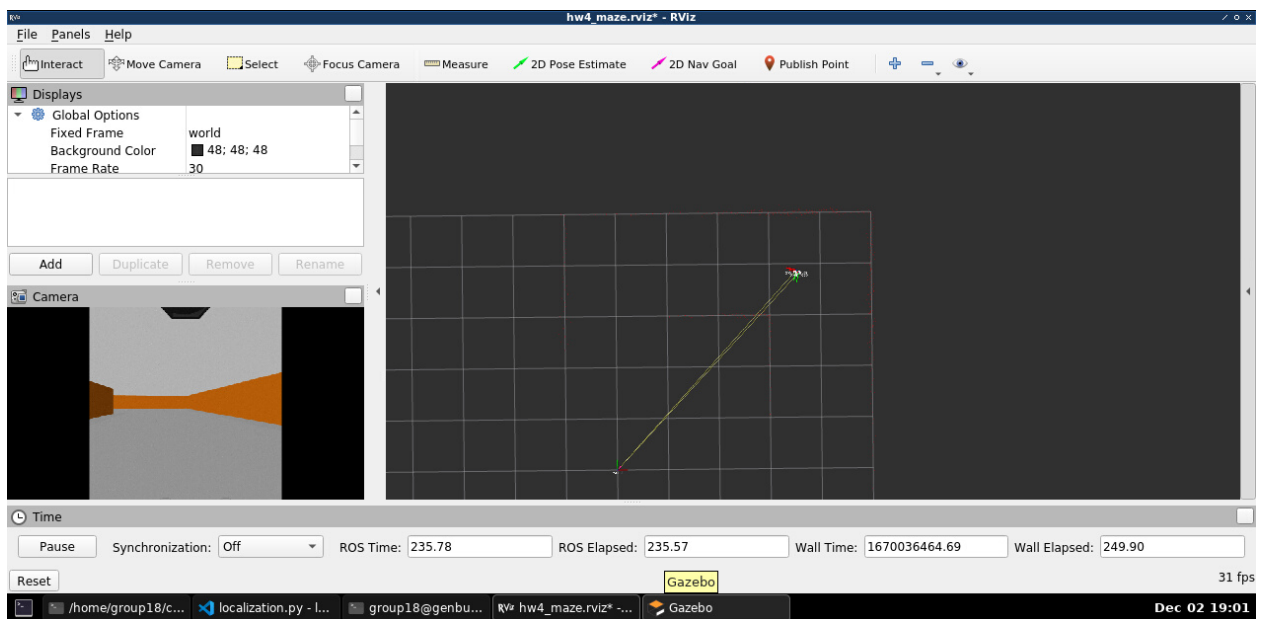 RViz hw4_maze.rviz* - RViz
File Panels Help
Interact Move Camera Select Focus Camera Measure 2D Pose Estimate 2D Nav Goal Publish Point
Displays
Global Options
Fixed Frame world
Background Color 48; 48; 48
Frame Rate 30
Add Duplicate Remove Rename
Camera
Time
Pause Synchronization: Off ROS Time: 235.78 ROS Elapsed: 235.57 Wall Time: 1670036464.69 Wall Elapsed: 249.90
Reset Gazebo 31 fps
/home/group18/c... localization.py - l... group18@genbu... RViz hw4_maze.rviz* -... Gazebo Dec 02 19:01